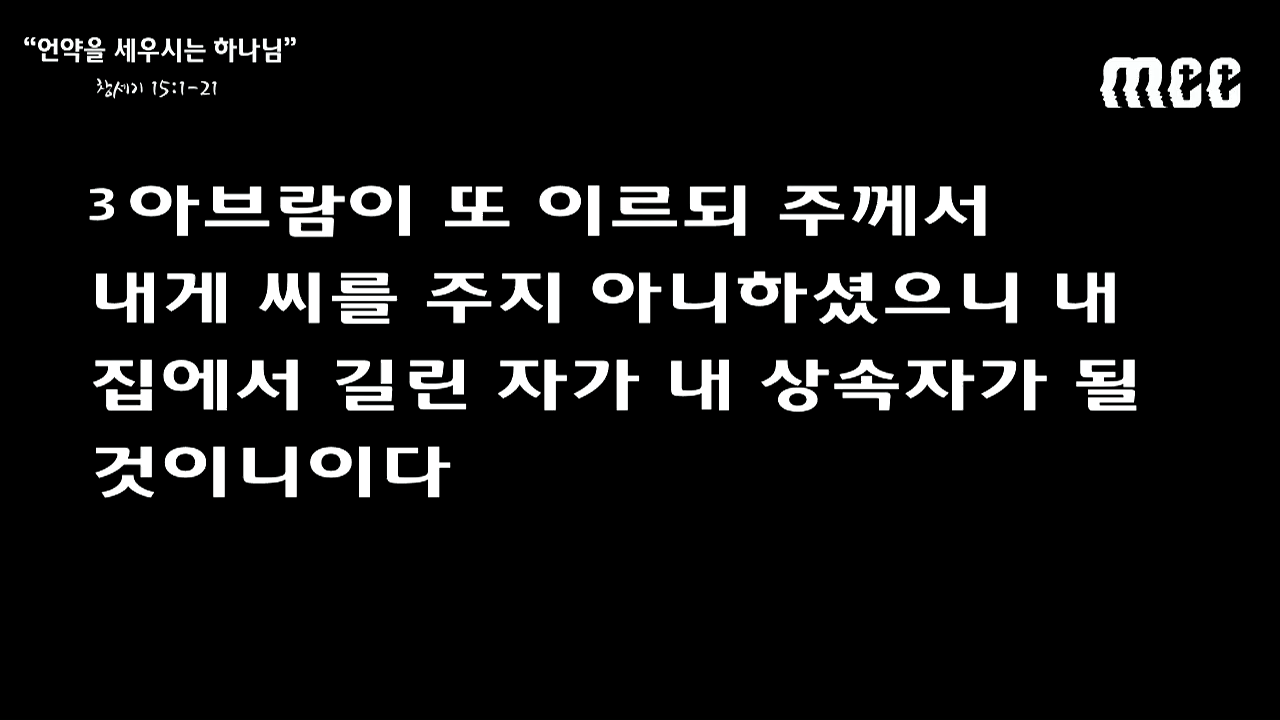 “언약을 세우시는 하나님”
창세기 15:1-21
mcc
3 아브람이 또 이르되 주께서
내게 씨를 주지 아니하셨으니 내
집에서 길린 자가 내 상속자가 될
것이니이다